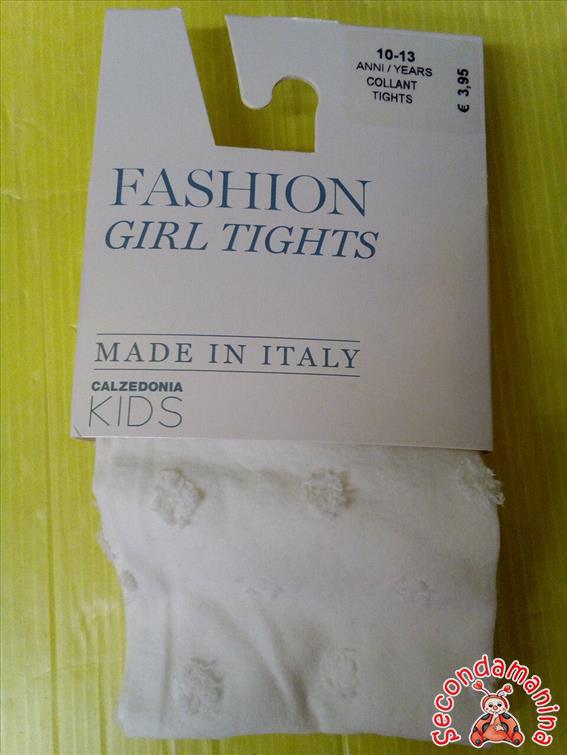 10-13
ANNI / YEARS
COLLANT
TIGHTS
€ 3,95
FASHION
GIRL TIGHTS
MADE IN ITALY
CALZEDONIA
KIDS
Secondamanina